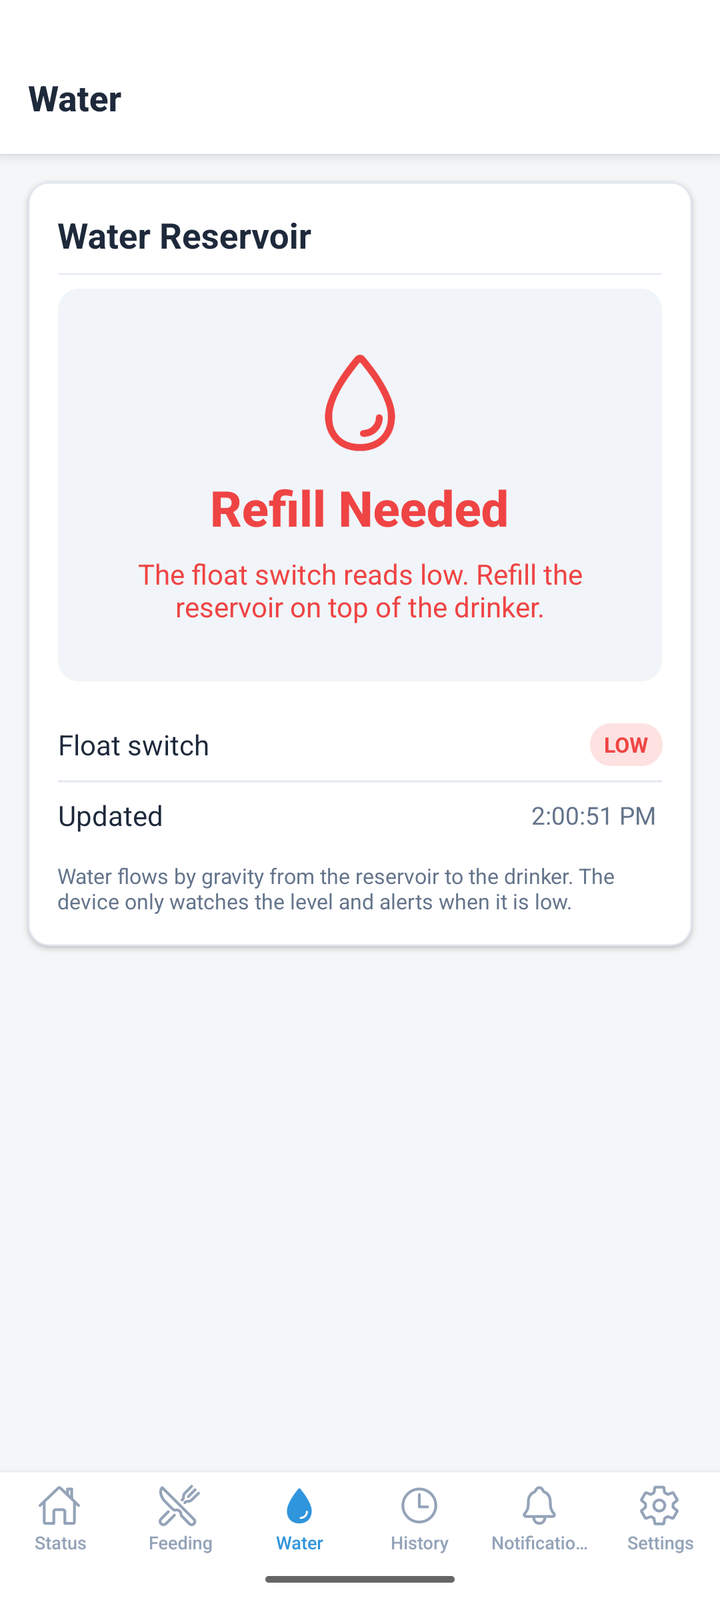 Water
Water Reservoir
Refill Needed
The float switch reads low. Refill the
reservoir on top of the drinker.
Float switch
LOW
Updated
2:00:51 PM
Water flows by gravity from the reservoir to the drinker. The
device only watches the level and alerts when it is low.
Status
Feeding
Water
History
Notificatio...
Settings